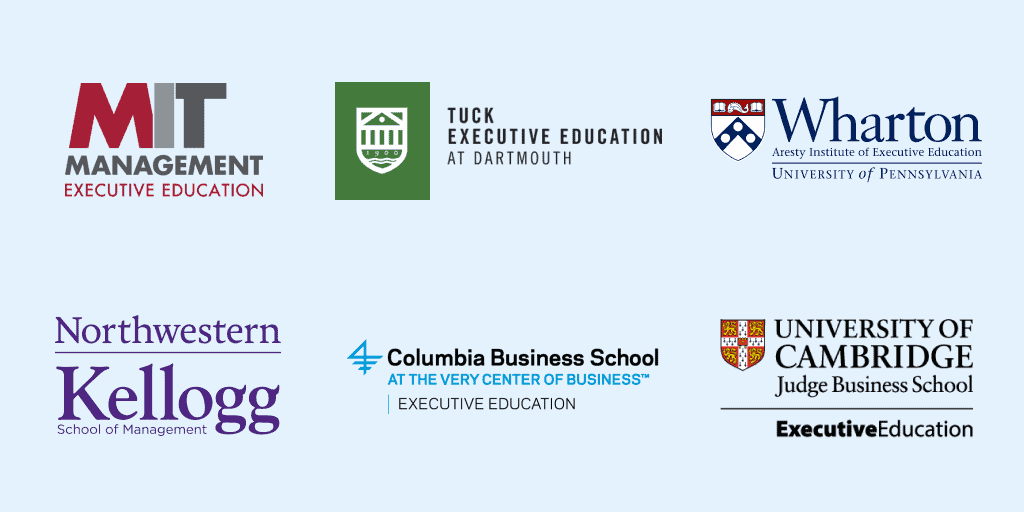 MIT
MANAGEMENT
EXECUTIVE EDUCATION
1900
TUCK
EXECUTIVE EDUCATION
AT DARTMOUTH
Wharton
Aresty Institute of Executive Education
UNIVERSITY of PENNSYLVANIA
Northwestern
Kellogg
School of Management
Columbia Business School
AT THE VERY CENTER OF BUSINESS™
EXECUTIVE EDUCATION
UNIVERSITY OF
CAMBRIDGE
Judge Business School
ExecutiveEducation